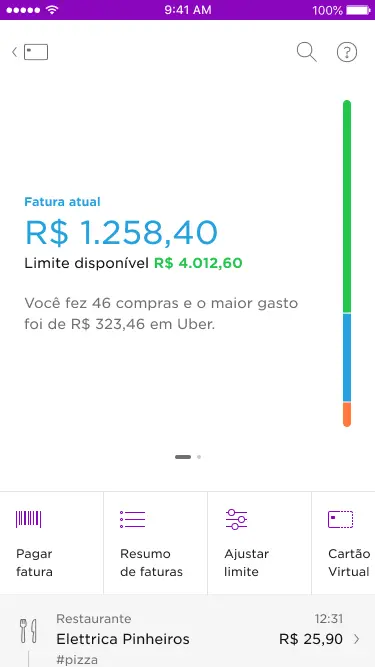 9:41 AM
100%
Fatura atual
R$ 1.258,40
Limite disponível R$ 4.012,60
Você fez 46 compras e o maior gasto
foi de R$ 323,46 em Uber.
Pagar
fatura
Resumo
de faturas
Ajustar
limite
Cartão
Virtual
Restaurante 12:31
Elettrica Pinheiros R$ 25,90
#pizza